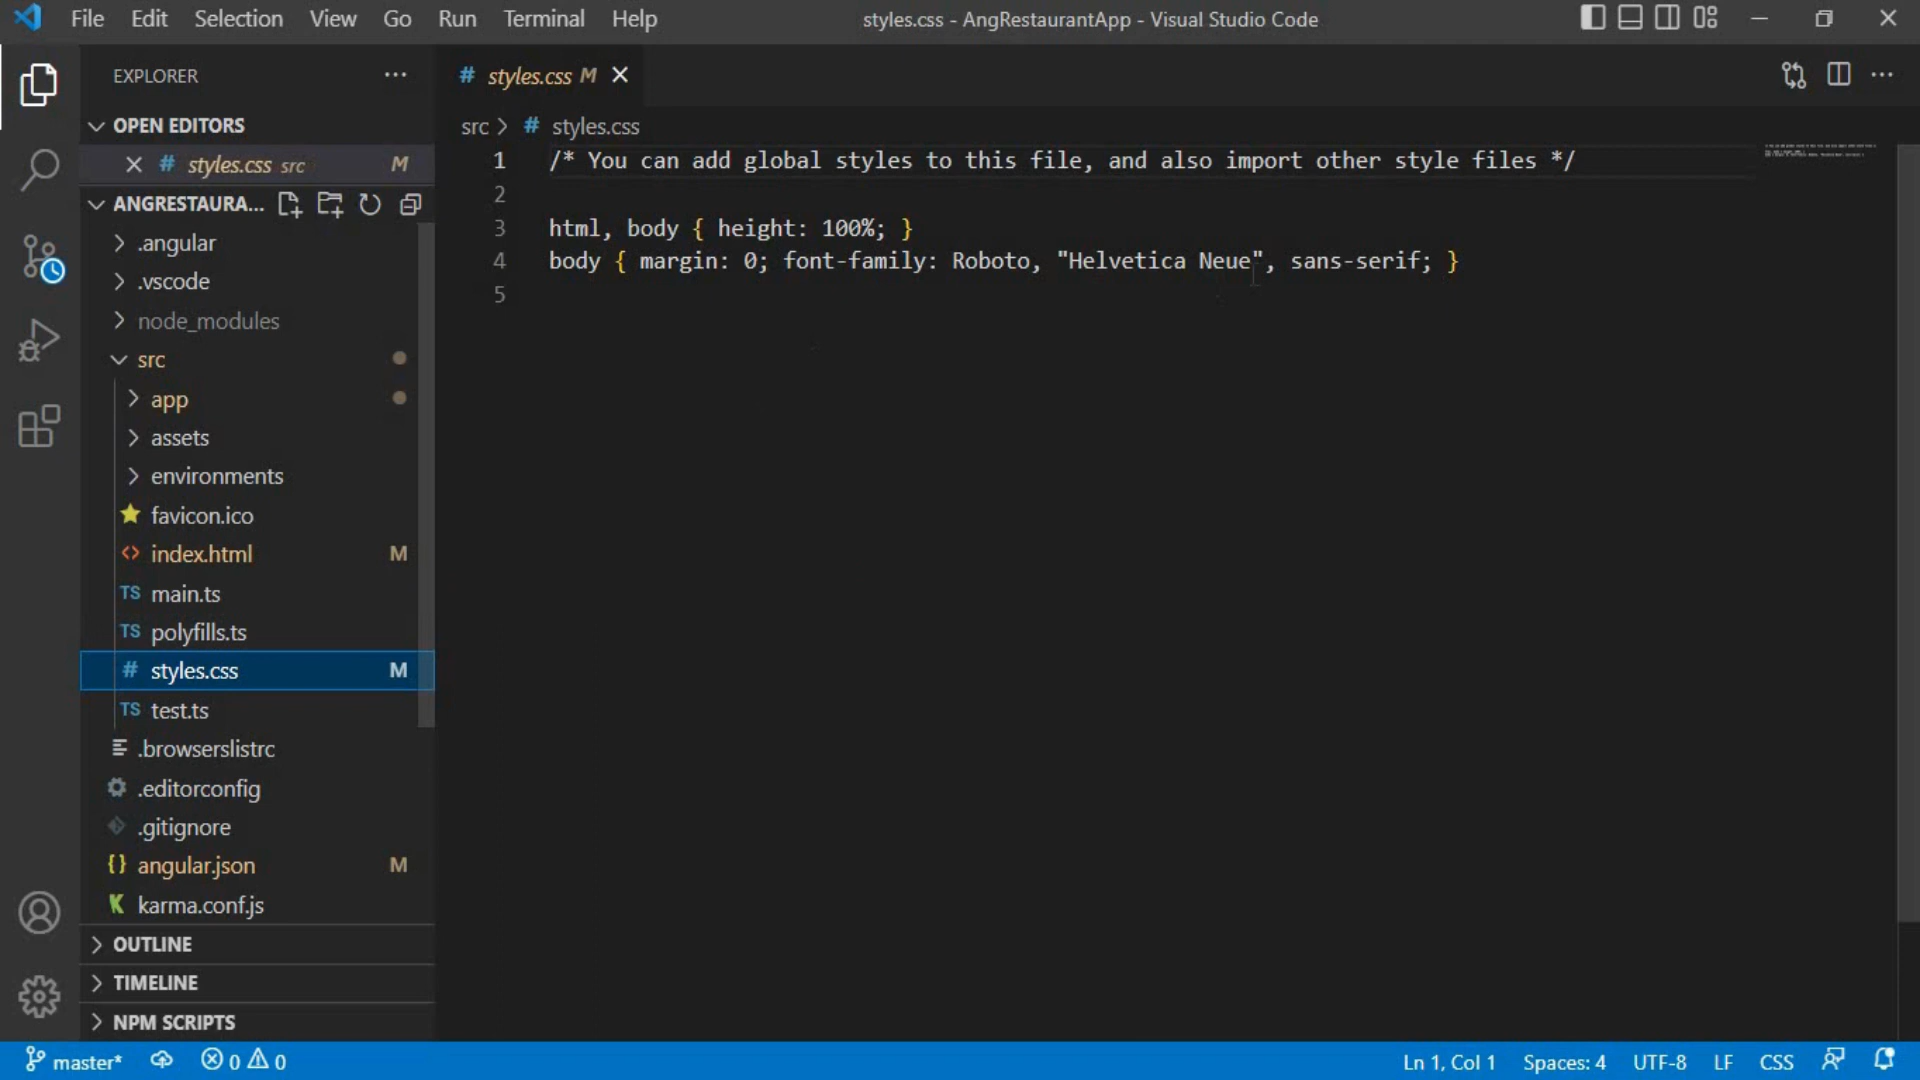 File Edit Selection View Go Run Terminal Help styles.css - AngRestaurantApp - Visual Studio Code
EXPLORER
OPEN EDITORS
# styles.css src M
ANGRESTAURA...
> .angular
> .vscode
> node_modules
src
> app
> assets
> environments
favicon.ico
<> index.html M
TS main.ts
TS polyfills.ts
# styles.css M
TS test.ts
.browserslistrc
.editorconfig
.gitignore
{} angular.json M
K karma.conf.js
> OUTLINE
> TIMELINE
> NPM SCRIPTS
# styles.css M
src > # styles.css
1 /* You can add global styles to this file, and also import other style files */
2
3 html, body { height: 100%; }
4 body { margin: 0; font-family: Roboto, "Helvetica Neue", sans-serif; }
5
master* 0 0 Ln 1, Col 1 Spaces: 4 UTF-8 LF CSS